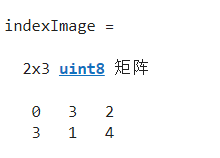 indexImage =
2x3 uint8 矩阵
0 3 2
3 1 4